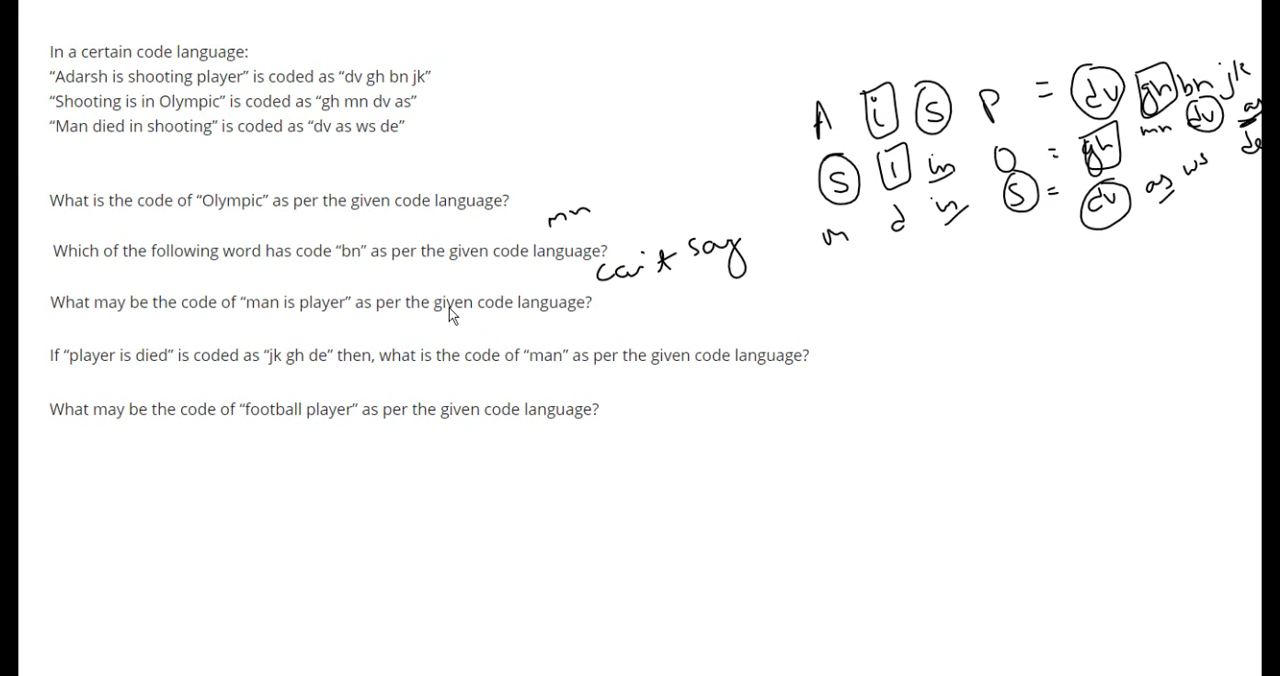 In a certain code language:
“Adarsh is shooting player” is coded as “dv gh bn jk”
“Shooting is in Olympic” is coded as “gh mn dv as”
“Man died in shooting” is coded as “dv as ws de”
A i S P = dv gh bn jk
S i in O = gh mn dv as
m d in S = dv as ws de
What is the code of “Olympic” as per the given code language?
mn
Which of the following word has code “bn” as per the given code language?
can't say
What may be the code of “man is player” as per the given code language?
If “player is died” is coded as “jk gh de” then, what is the code of “man” as per the given code language?
What may be the code of “football player” as per the given code language?